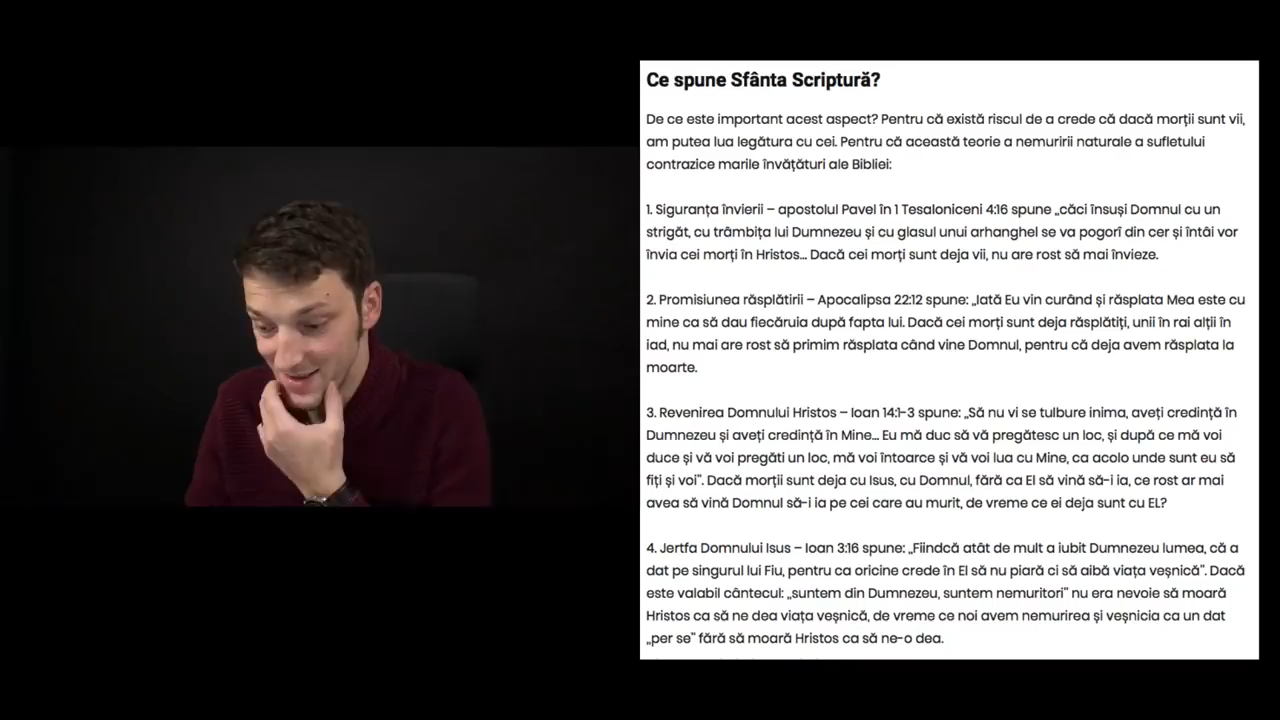 Ce spune Sfânta Scriptură?
De ce este important acest aspect? Pentru că există riscul de a crede că dacă morții sunt vii,
am putea lua legătura cu cei. Pentru că această teorie a nemuririi naturale a sufletului
contrazice marile învățături ale Bibliei:
1. Siguranța învierii – apostolul Pavel în 1 Tesaloniceni 4:16 spune „căci însuși Domnul cu un
strigăt, cu trâmbița lui Dumnezeu și cu glasul unui arhanghel se va pogorî din cer și întâi vor
învia cei morți în Hristos... Dacă cei morți sunt deja vii, nu are rost să mai învieze.
2. Promisiunea răsplătirii – Apocalipsa 22:12 spune: „Iată Eu vin curând și răsplata Mea este cu
mine ca să dau fiecăruia după fapta lui. Dacă cei morți sunt deja răsplătiți, unii în rai alții în
iad, nu mai are rost să primim răsplata când vine Domnul, pentru că deja avem răsplata la
moarte.
3. Revenirea Domnului Hristos – Ioan 14:1-3 spune: „Să nu vi se tulbure inima, aveți credință în
Dumnezeu și aveți credință în Mine... Eu mă duc să vă pregătesc un loc, și după ce mă voi
duce și vă voi pregăti un loc, mă voi întoarce și vă voi lua cu Mine, ca acolo unde sunt eu să
fiți și voi”. Dacă morții sunt deja cu Isus, cu Domnul, fără ca El să vină să-i ia, ce rost ar mai
avea să vină Domnul să-i ia pe cei care au murit, de vreme ce ei deja sunt cu EL?
4. Jertfa Domnului Isus – Ioan 3:16 spune: „Fiindcă atât de mult a iubit Dumnezeu lumea, că a
dat pe singurul lui Fiu, pentru ca oricine crede în El să nu piară ci să aibă viața veșnică”. Dacă
este valabil cântecul: „suntem din Dumnezeu, suntem nemuritori” nu era nevoie să moară
Hristos ca să ne dea viața veșnică, de vreme ce noi avem nemurirea și veșnicia ca un dat
„per se” fără să moară Hristos ca să ne-o dea.